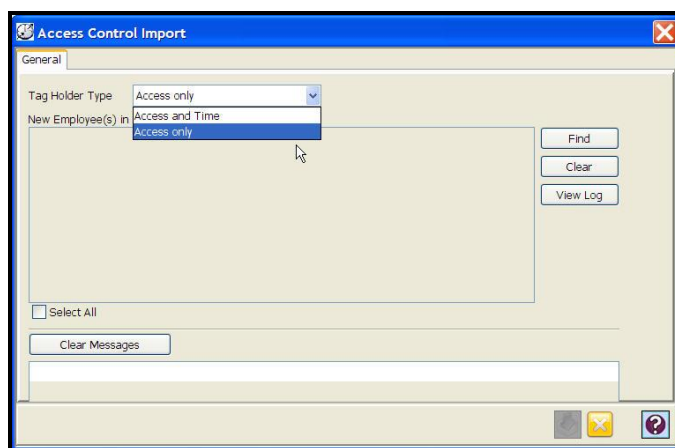 Access Control Import
General
Tag Holder Type Access only
New Employee(s) in Access and Time
Access only
Find
Clear
View Log
Select All
Clear Messages